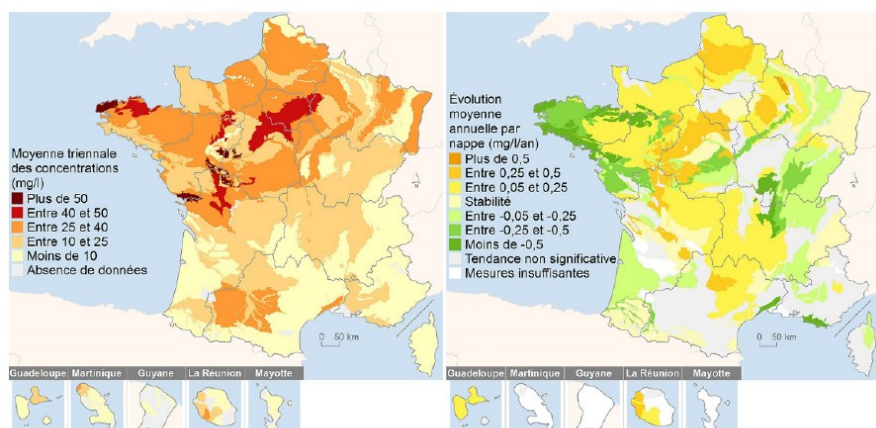 Moyenne triennale
des concentrations
(mg/l)
Plus de 50
Entre 40 et 50
Entre 25 et 40
Entre 10 et 25
Moins de 10
Absence de données
0 50 km
Guadeloupe
Martinique
Guyane
La Réunion
Mayotte
Évolution
moyenne
annuelle par
nappe (mg/l/an)
Plus de 0,5
Entre 0,25 et 0,5
Entre 0,05 et 0,25
Stabilité
Entre -0,05 et -0,25
Entre -0,25 et -0,5
Moins de -0,5
Tendance non significative
Mesures insuffisantes
0 50 km
Guadeloupe
Martinique
Guyane
La Réunion
Mayotte